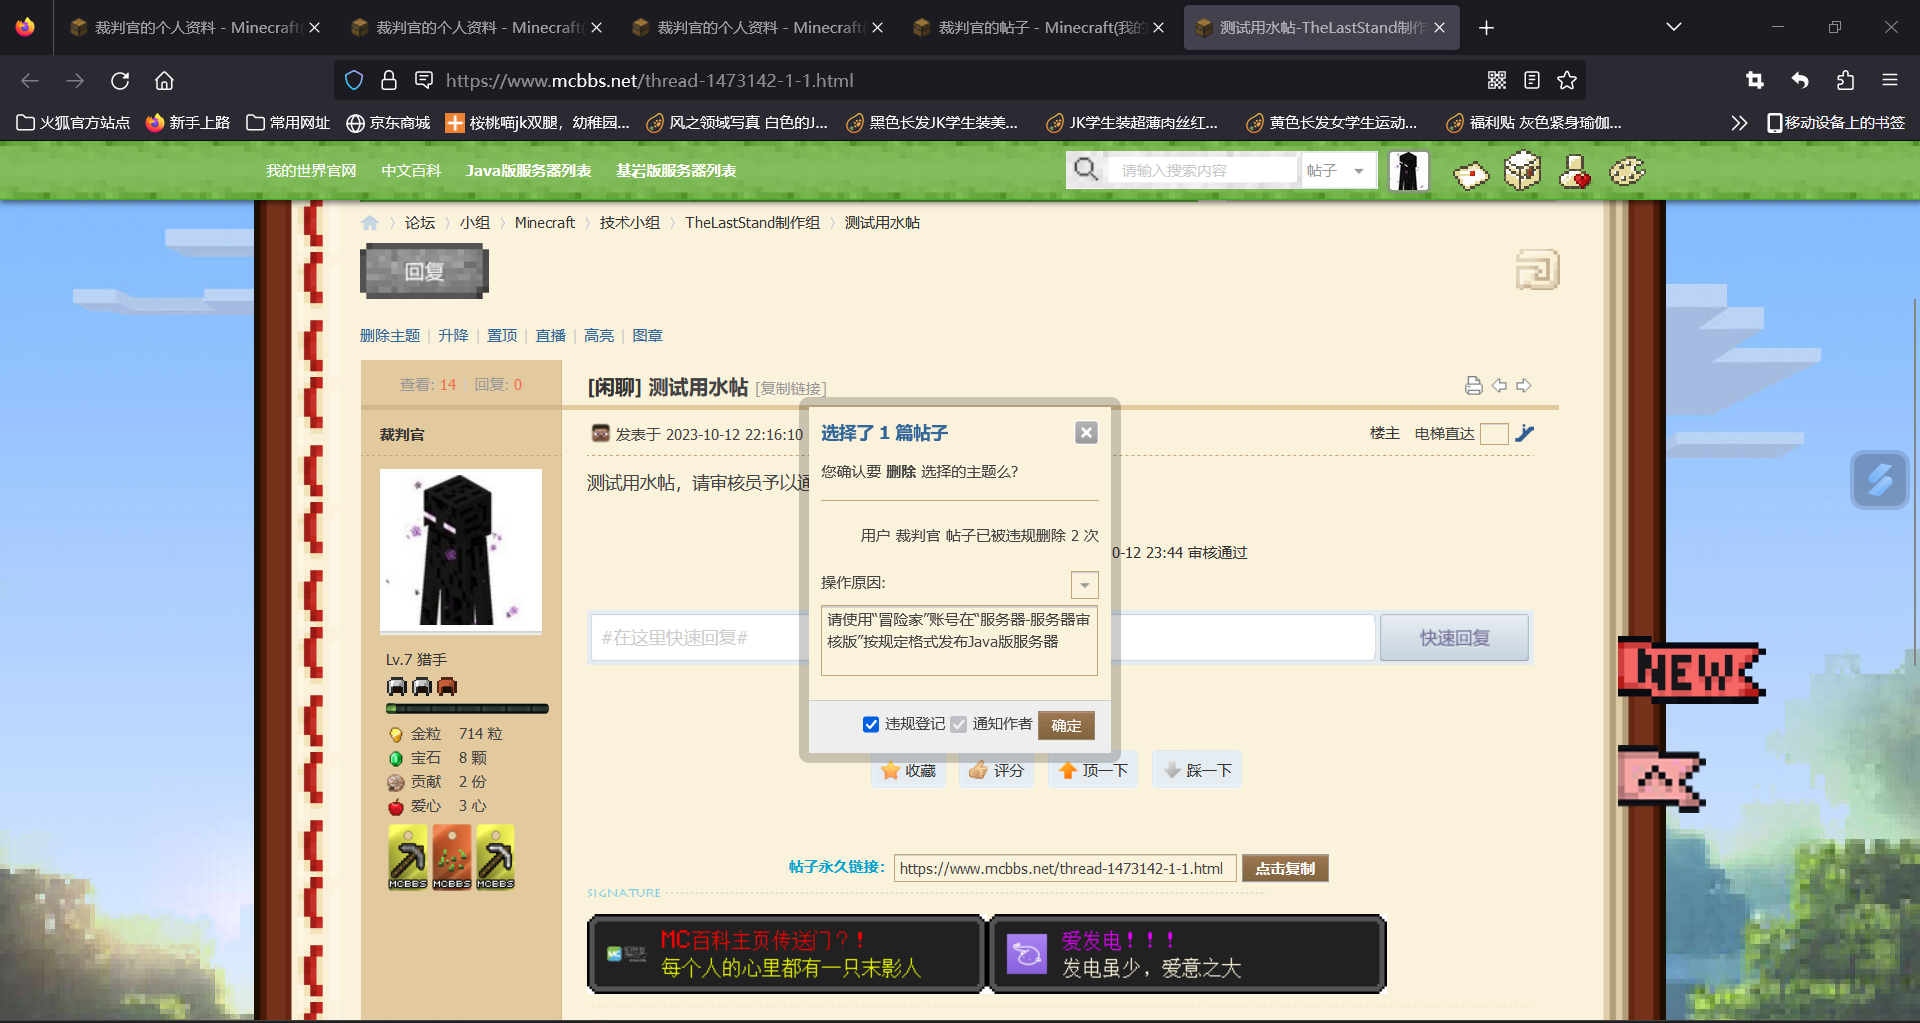 裁判官的个人资料 - Minecraft(
裁判官的个人资料 - Minecraft(
裁判官的个人资料 - Minecraft(
裁判官的帖子 - Minecraft(我的
测试用水帖-TheLastStand制作
https://www.mcbbs.net/thread-1473142-1-1.html
火狐官方站点
新手上路
常用网址
京东商城
桜桃喵jk双腿，幼稚园...
风之领域写真 白色的J...
黑色长发JK学生装美...
JK学生装超薄肉丝红...
黄色长发女学生运动...
福利贴 灰色紧身瑜伽...
移动设备上的书签
我的世界官网
中文百科
Java版服务器列表
基岩版服务器列表
请输入搜索内容
帖子
论坛
小组
Minecraft
技术小组
TheLastStand制作组
测试用水帖
回复
删除主题 | 升降 | 置顶 | 直播 | 高亮 | 图章
查看: 14 | 回复: 0
[闲聊] 测试用水帖 [复制链接]
裁判官
发表于 2023-10-12 22:16:10
楼主
电梯直达
测试用水帖，请审核员予以通
0-12 23:44 审核通过
选择了 1 篇帖子
您确认要 删除 选择的主题么?
用户 裁判官 帖子已被违规删除 2 次
操作原因:
请使用“冒险家”账号在“服务器-服务器审
核版”按规定格式发布Java版服务器
违规登记
通知作者
确定
#在这里快速回复#
快速回复
Lv.7 猎手
金粒 714 粒
宝石 8 颗
贡献 2 份
爱心 3 心
MCBBS
MCBBS
MCBBS
NEW
收藏
评分
顶一下
踩一下
帖子永久链接:
https://www.mcbbs.net/thread-1473142-1-1.html
点击复制
SIGNATURE
MC百科主页传送门？！
每个人的心里都有一只末影人
爱发电！！！
发电虽少，爱意之大